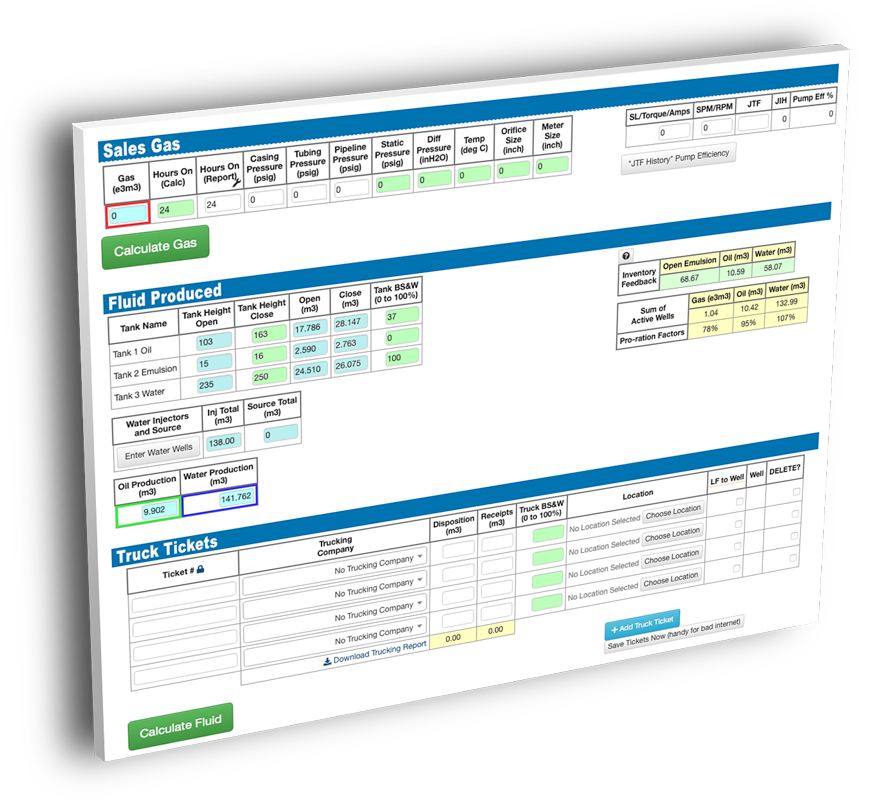 Sales Gas
Gas (e3m3) Hours On (Calc) Hours On (Report) Casing Pressure (psig) Tubing Pressure (psig) Pipeline Pressure (psig) Static Pressure (psig) Diff Pressure (inH2O) Temp (deg C) Orifice Size (inch) Meter Size (inch)
0 24 24 0 0 0 0 0 0 0 0
SL/Torque/Amps SPM/RPM JTF JIH Pump Eff %
0 0 0 0
"JTF History" Pump Efficiency
Calculate Gas
Fluid Produced
Tank Name Tank Height Open Tank Height Close Open (m3) Close (m3) Tank BS&W (0 to 100%)
Tank 1 Oil 103 163 17.786 28.147 37
Tank 2 Emulsion 15 16 2.590 2.763 0
Tank 3 Water 235 250 24.510 26.075 100
?
Inventory Feedback Open Emulsion Oil (m3) Water (m3)
68.67 10.59 58.07
Sum of Active Wells Gas (e3m3) Oil (m3) Water (m3)
1.04 10.42 132.99
Pro-ration Factors 78% 95% 107%
Water Injectors and Source Inj Total (m3) Source Total (m3)
Enter Water Wells 138.00 0
Oil Production (m3) Water Production (m3)
9.902 141.762
Truck Tickets
Ticket # Trucking Company Disposition (m3) Receipts (m3) Truck BS&W (0 to 100%) Location LF to Well Well DELETE?
No Trucking Company No Location Selected Choose Location
No Trucking Company No Location Selected Choose Location
No Trucking Company No Location Selected Choose Location
No Trucking Company No Location Selected Choose Location
Download Trucking Report 0.00 0.00
+ Add Truck Ticket
Save Tickets Now (handy for bad internet)
Calculate Fluid